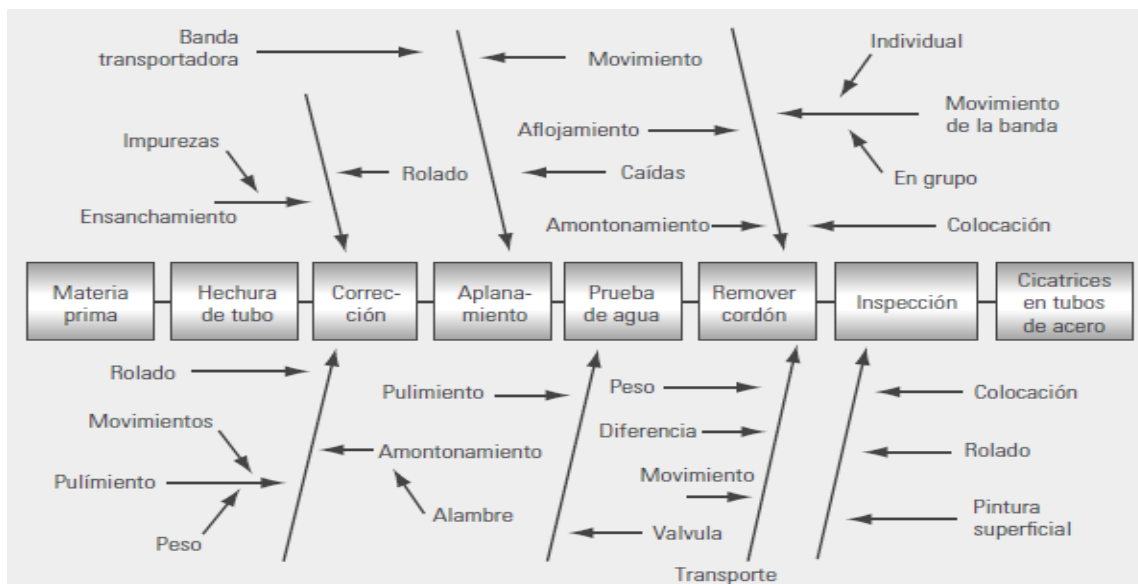 Banda
transportadora
Movimiento
Individual
Movimiento
de la banda
En grupo
Impurezas
Ensanchamiento
Rolado
Aflojamiento
Caídas
Amontonamiento
Colocación
Materia
prima
Hechura
de tubo
Correc-
ción
Aplana-
miento
Prueba
de agua
Remover
cordón
Inspección
Cicatrices
en tubos
de acero
Rolado
Movimientos
Pulímiento
Peso
Amontonamiento
Alambre
Pulimiento
Valvula
Peso
Diferencia
Movimiento
Transporte
Colocación
Rolado
Pintura
superficial